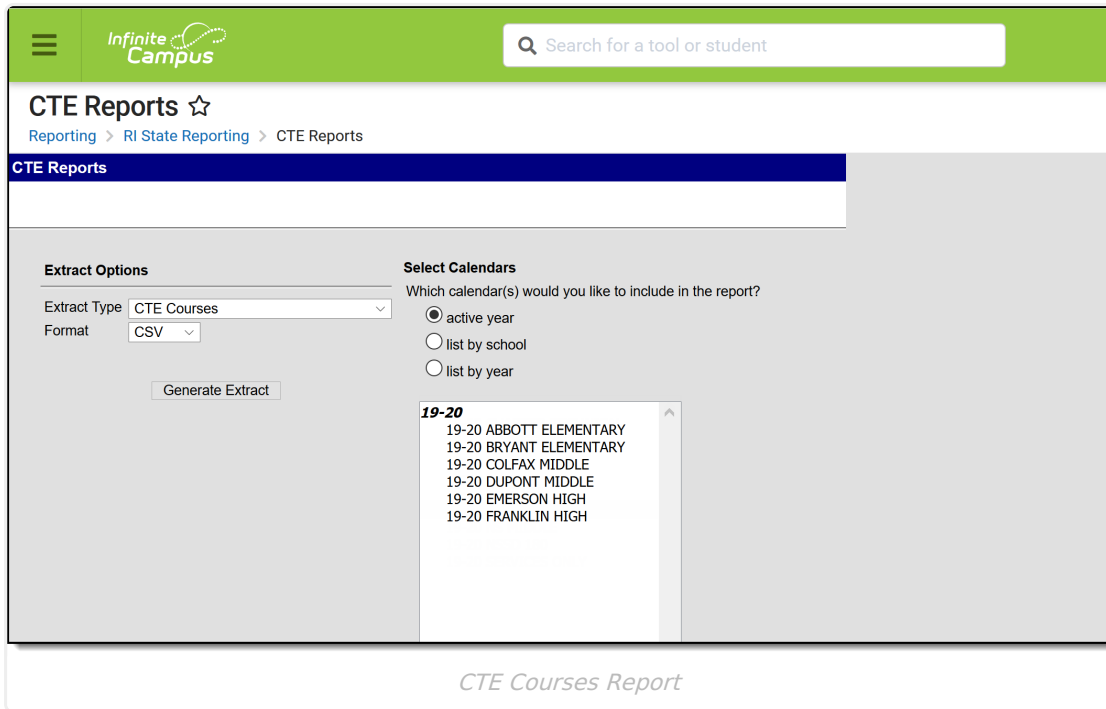 Infinite
Campus
Search for a tool or student
CTE Reports
Reporting > RI State Reporting > CTE Reports
CTE Reports
Extract Options
Extract Type CTE Courses
Format CSV
Generate Extract
Select Calendars
Which calendar(s) would you like to include in the report?
active year
list by school
list by year
19-20
19-20 ABBOTT ELEMENTARY
19-20 BRYANT ELEMENTARY
19-20 COLFAX MIDDLE
19-20 DUPONT MIDDLE
19-20 EMERSON HIGH
19-20 FRANKLIN HIGH
CTE Courses Report